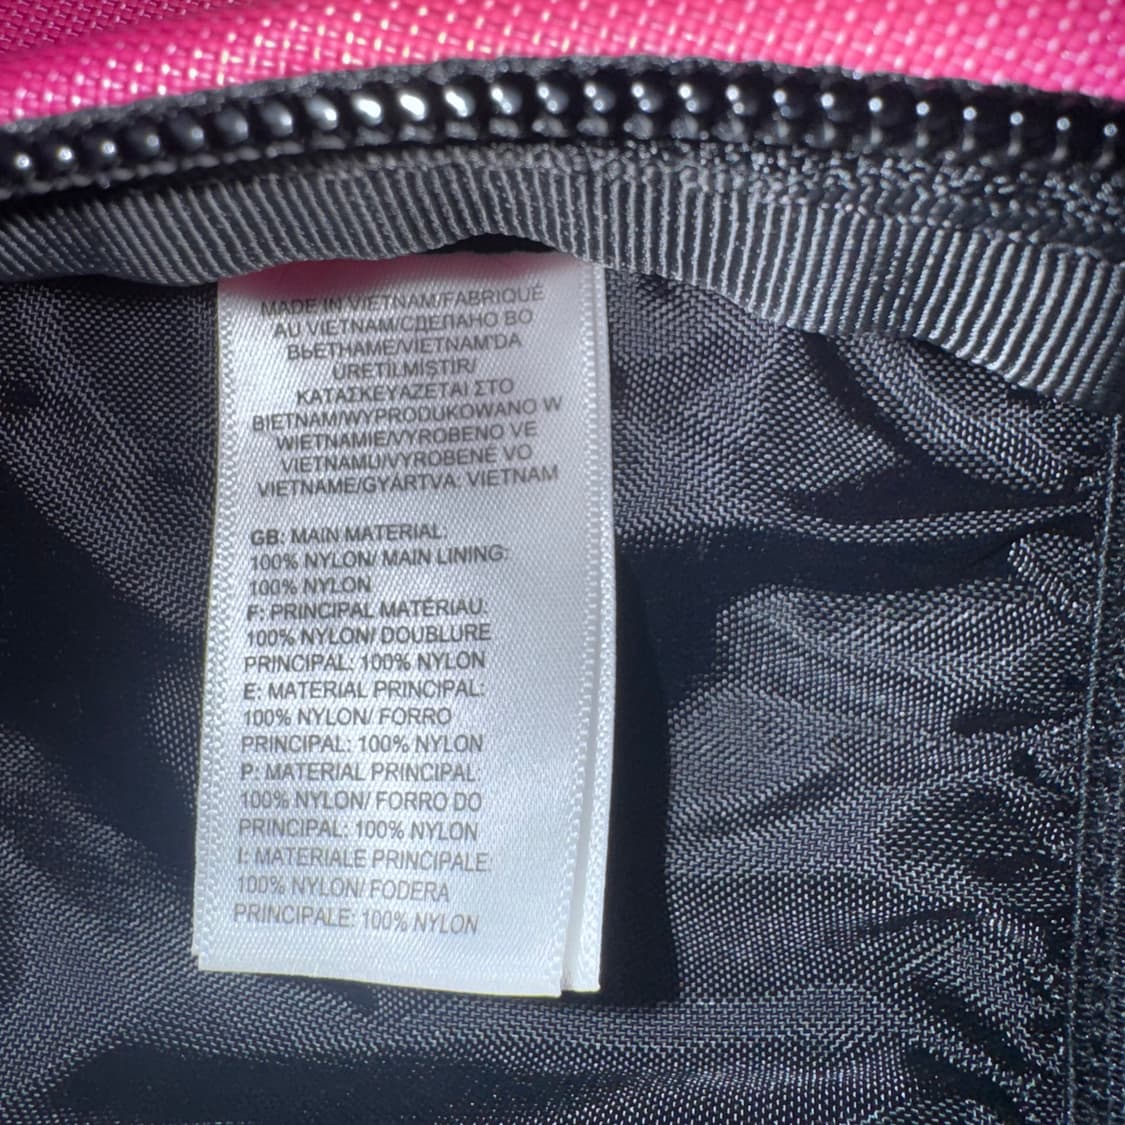 MADE IN VIETNAM/FABRIQUÉ
AU VIETNAM/СДЕЛАНО ВО
ВЬЕТНАМЕ/VIETNAM'DA
ÜRETİLMİSTİR/
ΚΑΤΑΣΚΕΥΑΖΕΤΑΙ ΣΤΟ
ΒΙΕΤΝΑΜ/WYPRODUKOWANO W
WIETNAMIE/VYROBENO VE
VIETNAMU/VYROBENÉ VO
VIETNAME/GYÁRTVA: VIETNAM
GB: MAIN MATERIAL:
100% NYLON/ MAIN LINING:
100% NYLON
F: PRINCIPAL MATÉRIAU:
100% NYLON/ DOUBLURE
PRINCIPAL: 100% NYLON
E: MATERIAL PRINCIPAL:
100% NYLON/ FORRO
PRINCIPAL: 100% NYLON
P: MATERIAL PRINCIPAL:
100% NYLON/ FORRO DO
PRINCIPAL: 100% NYLON
I: MATERIALE PRINCIPALE:
100% NYLON/ FODERA
PRINCIPALE: 100% NYLON